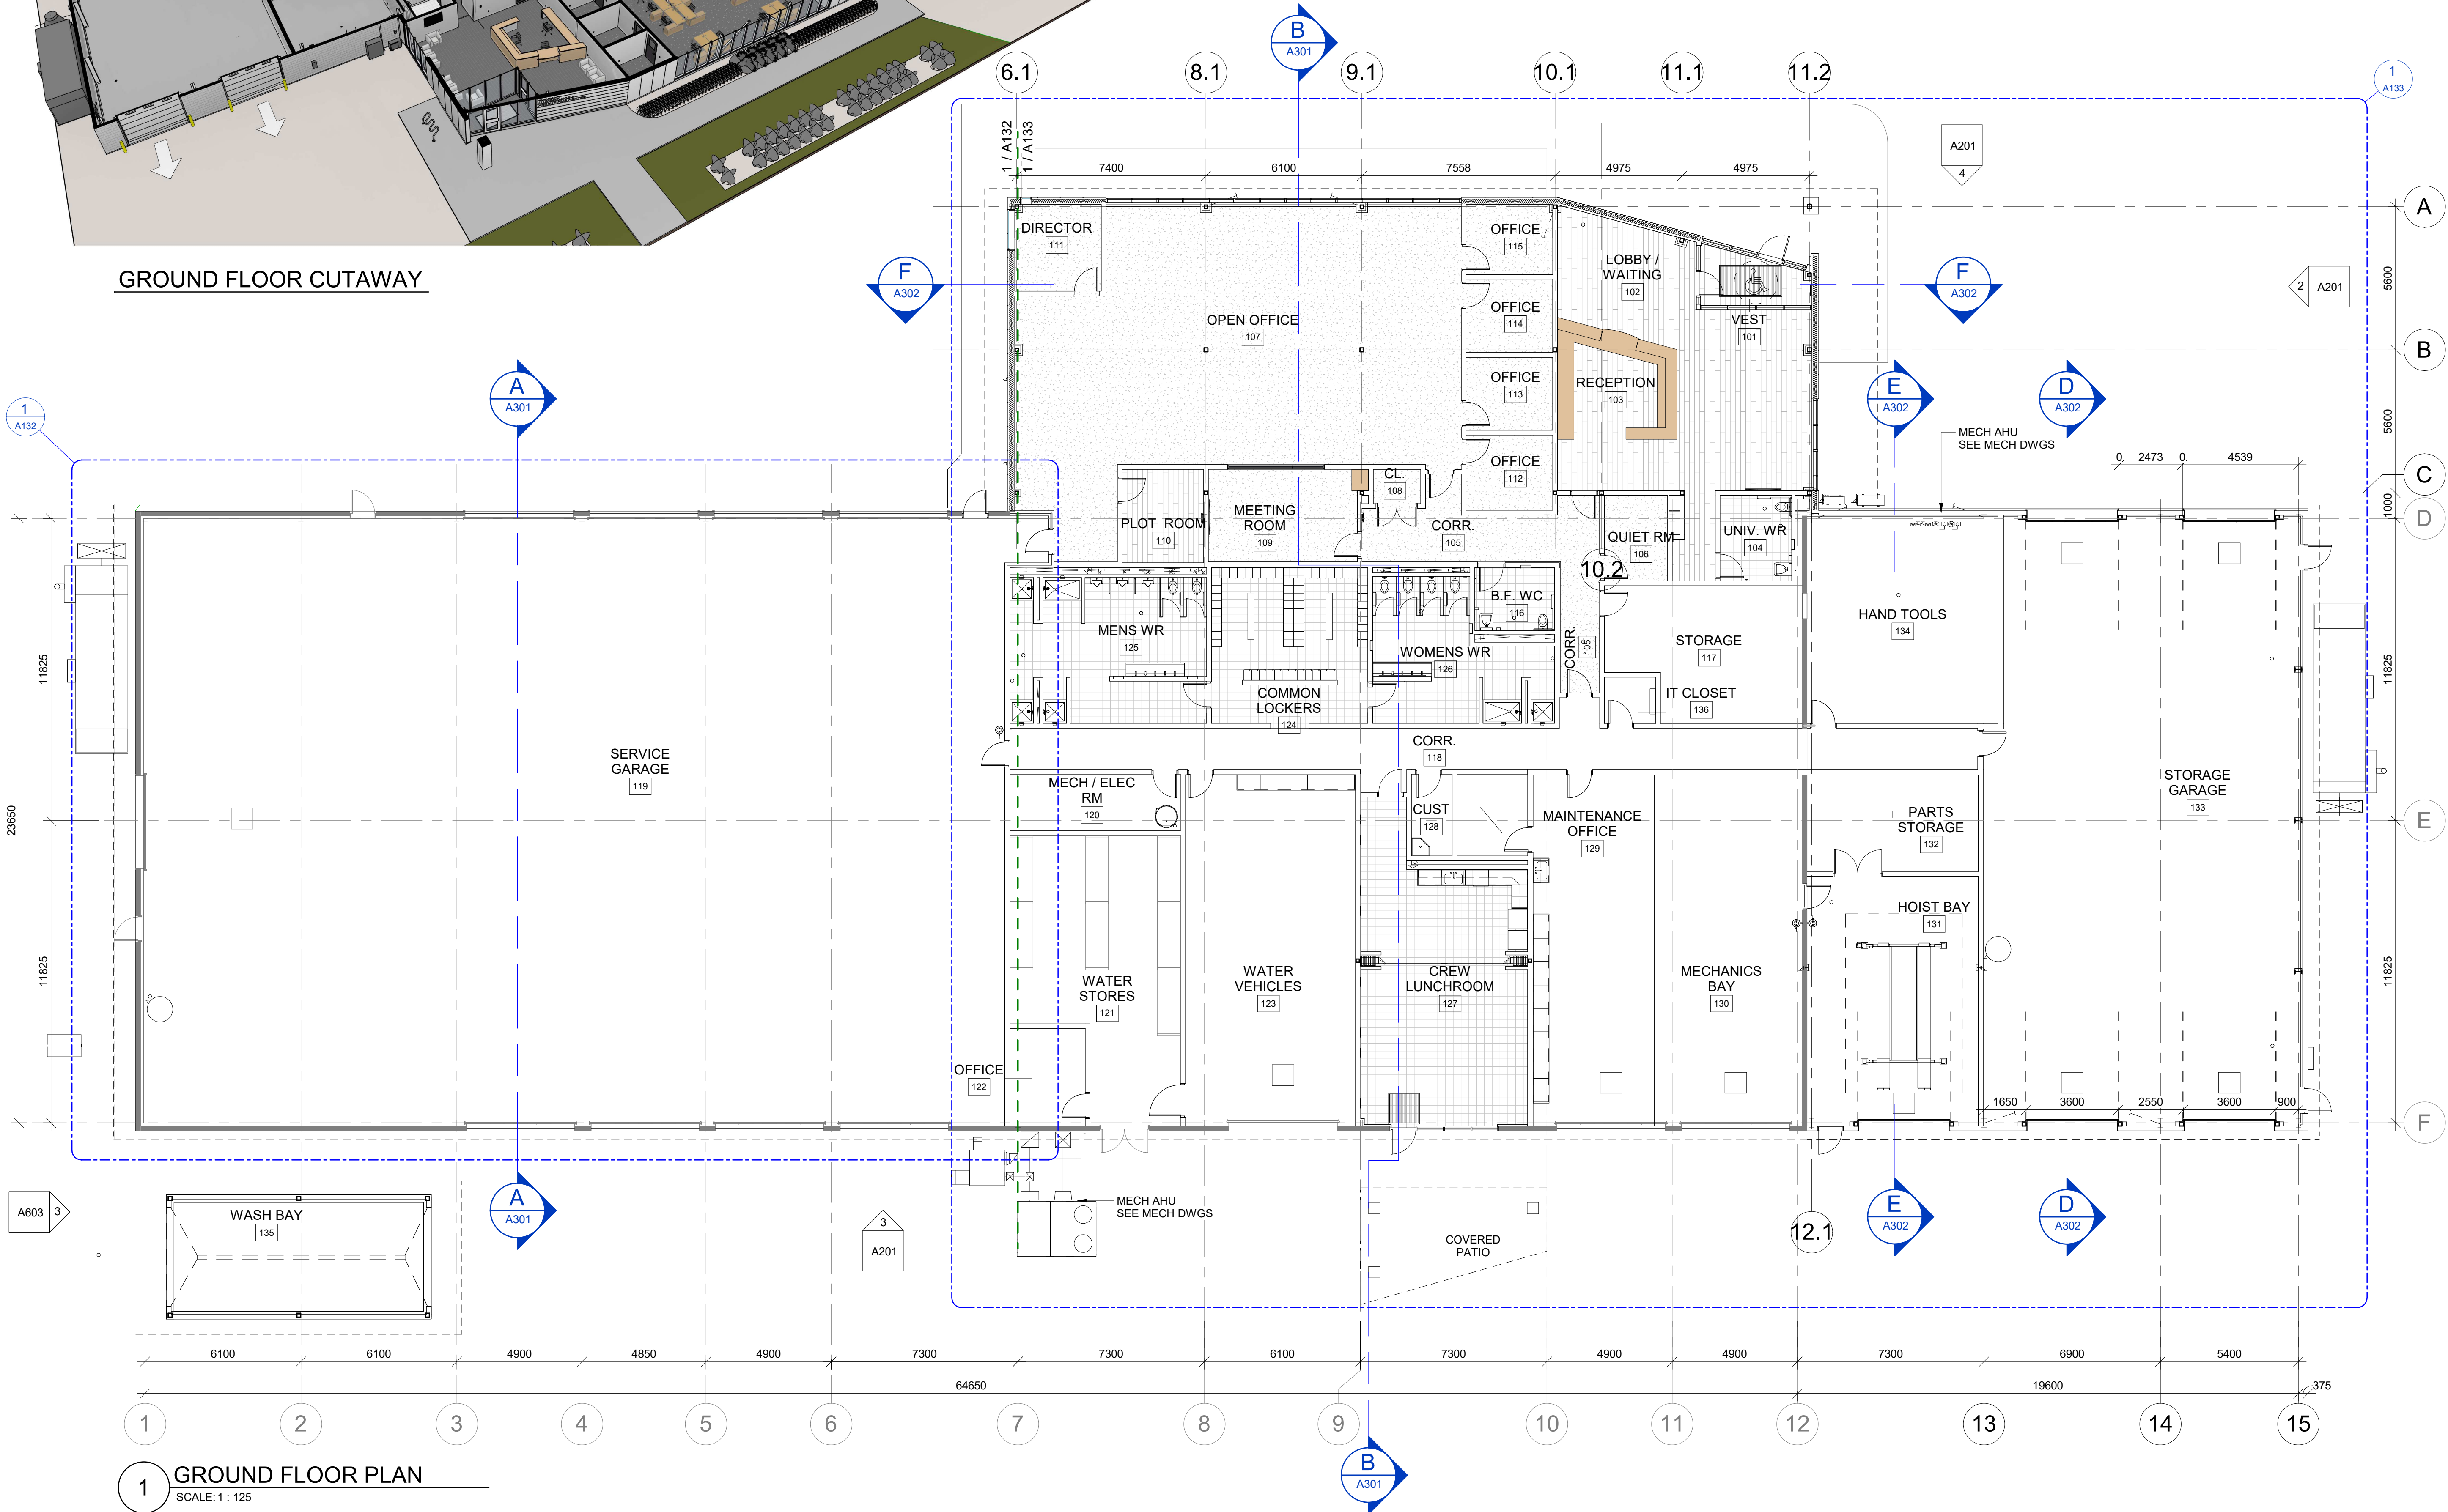 GROUND FLOOR CUTAWAY
B
A301
6.1
8.1
9.1
10.1
11.1
11.2
1
A133
1 / A132
1 / A133
7400
6100
7558
4975
4975
A201
4
A
DIRECTOR
111
OFFICE
115
LOBBY /
WAITING
102
F
A302
F
A302
2
A201
5600
OPEN OFFICE
107
OFFICE
114
VEST
101
B
A
A301
OFFICE
113
RECEPTION
103
E
A302
D
A302
5600
1
A132
MECH AHU
SEE MECH DWGS
0.
2473
0.
4539
OFFICE
112
CL.
108
C
1000
PLOT ROOM
110
MEETING
ROOM
109
CORR.
105
QUIET RM
106
UNIV. WR
104
D
10.2
B.F. WC
116
HAND TOOLS
134
MENS WR
125
WOMENS WR
126
CORR.
105
STORAGE
117
11825
11825
COMMON
LOCKERS
124
IT CLOSET
136
CORR.
118
SERVICE
GARAGE
119
MECH / ELEC
RM
120
STORAGE
GARAGE
133
CUST
128
MAINTENANCE
OFFICE
129
PARTS
STORAGE
132
23650
E
HOIST BAY
131
11825
WATER
STORES
121
WATER
VEHICLES
123
CREW
LUNCHROOM
127
MECHANICS
BAY
130
11825
OFFICE
122
1650
3600
2550
3600
900
F
A603
3
WASH BAY
135
A
A301
3
A201
MECH AHU
SEE MECH DWGS
COVERED
PATIO
12.1
E
A302
D
A302
6100
6100
4900
4850
4900
7300
7300
6100
7300
4900
4900
7300
6900
5400
64650
19600
375
1
2
3
4
5
6
7
8
9
10
11
12
13
14
15
B
A301
1
GROUND FLOOR PLAN
SCALE: 1 : 125